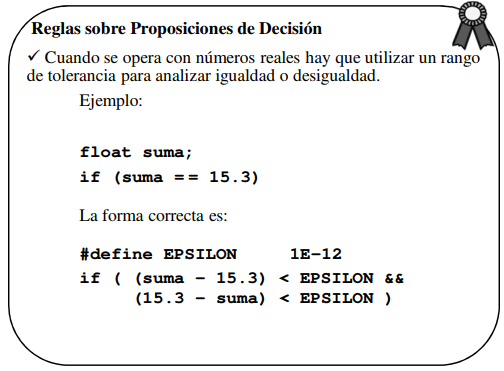 Reglas sobre Proposiciones de Decisión
✓ Cuando se opera con números reales hay que utilizar un rango
de tolerancia para analizar igualdad o desigualdad.
Ejemplo:
float suma;
if (suma == 15.3)
La forma correcta es:
#define EPSILON 1E-12
if ( (suma - 15.3) < EPSILON &&
(15.3 - suma) < EPSILON )